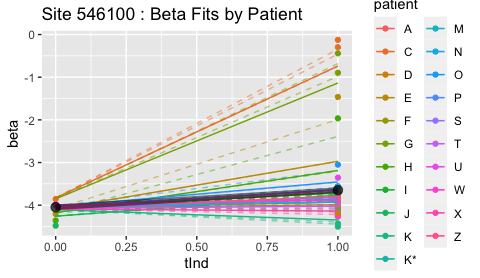 Site 546100 : Beta Fits by Patient
beta
0
-1
-2
-3
-4
0.00
0.25
0.50
0.75
1.00
tInd
patient
A
C
D
E
F
G
H
I
J
K
K*
M
N
O
P
S
T
U
W
X
Z